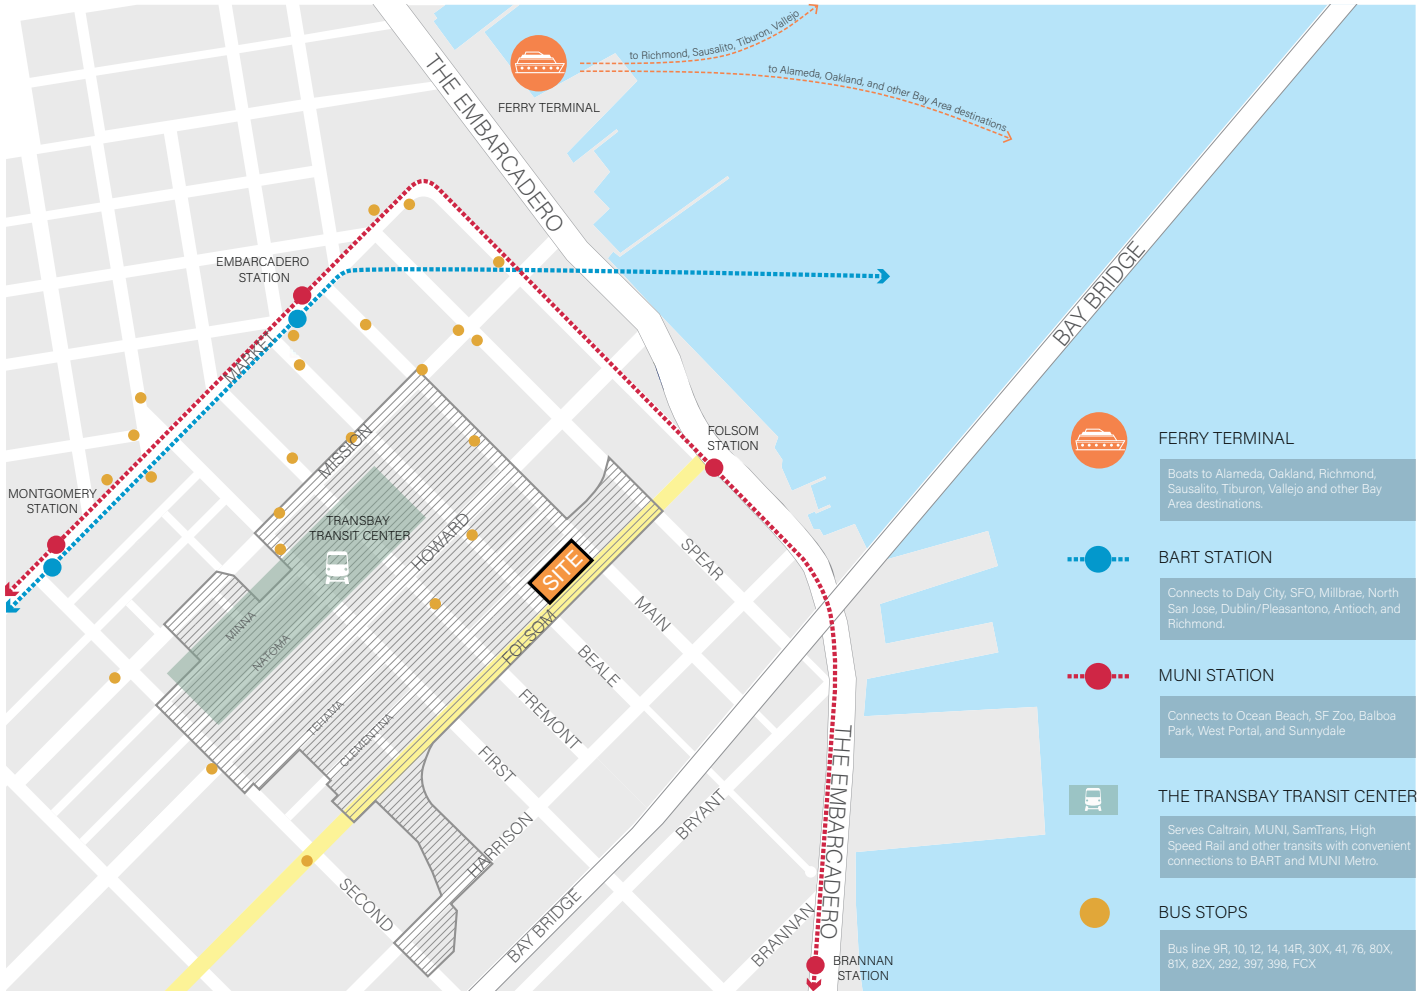 to Richmond, Sausalito, Tiburon, Vallejo
to Alameda, Oakland, and other Bay Area destinations
FERRY TERMINAL
THE EMBARCADERO
BAY BRIDGE
EMBARCADERO
STATION
MARKET
MISSION
FOLSOM
STATION
MONTGOMERY
STATION
TRANSBAY
TRANSIT CENTER
HOWARD
SITE
SPEAR
MAIN
MINNA
NATOMA
FOLSOM
BEALE
FREMONT
TEHAMA
CLEMENTINA
FIRST
HARRISON
BRYANT
THE EMBARCADERO
SECOND
BAY BRIDGE
BRANNAN
BRANNAN
STATION
FERRY TERMINAL
Boats to Alameda, Oakland, Richmond,
Sausalito, Tiburon, Vallejo and other Bay
Area destinations.
BART STATION
Connects to Daly City, SFO, Millbrae, North
San Jose, Dublin/Pleasantono, Antioch, and
Richmond.
MUNI STATION
Connects to Ocean Beach, SF Zoo, Balboa
Park, West Portal, and Sunnydale
THE TRANSBAY TRANSIT CENTER
Serves Caltrain, MUNI, SamTrans, High
Speed Rail and other transits with convenient
connections to BART and MUNI Metro.
BUS STOPS
Bus line 9R, 10, 12, 14, 14R, 30X, 41, 76, 80X,
81X, 82X, 292, 397, 398, FCX